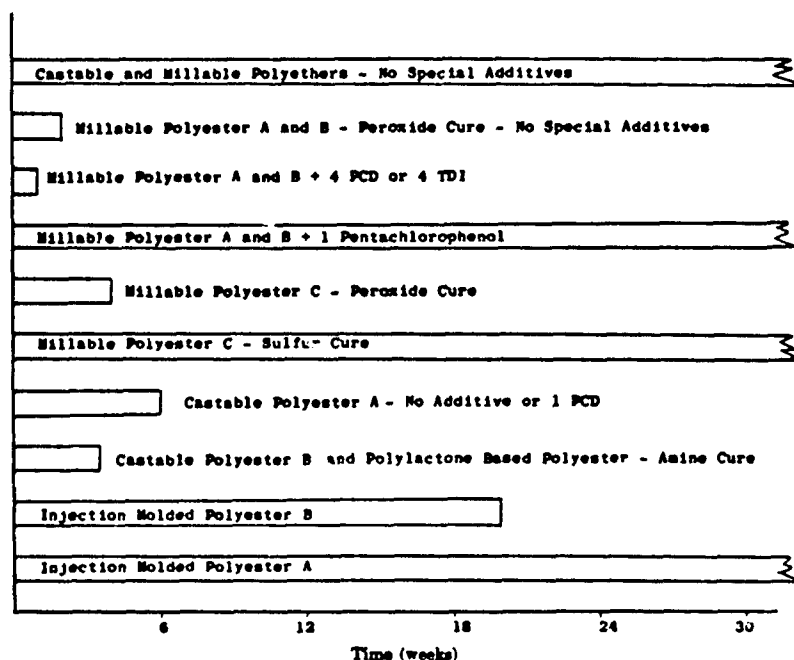 Castable and Millable Polyethers - No Special Additives
Millable Polyester A and B - Peroxide Cure - No Special Additives
Millable Polyester A and B + 4 PCD or 4 TDI
Millable Polyester A and B + 1 Pentachlorophenol
Millable Polyester C - Peroxide Cure
Millable Polyester C - Sulfur Cure
Castable Polyester A - No Additive or 1 PCD
Castable Polyester B and Polylactone Based Polyester - Amine Cure
Injection Molded Polyester B
Injection Molded Polyester A
6 12 18 24 30
Time (weeks)